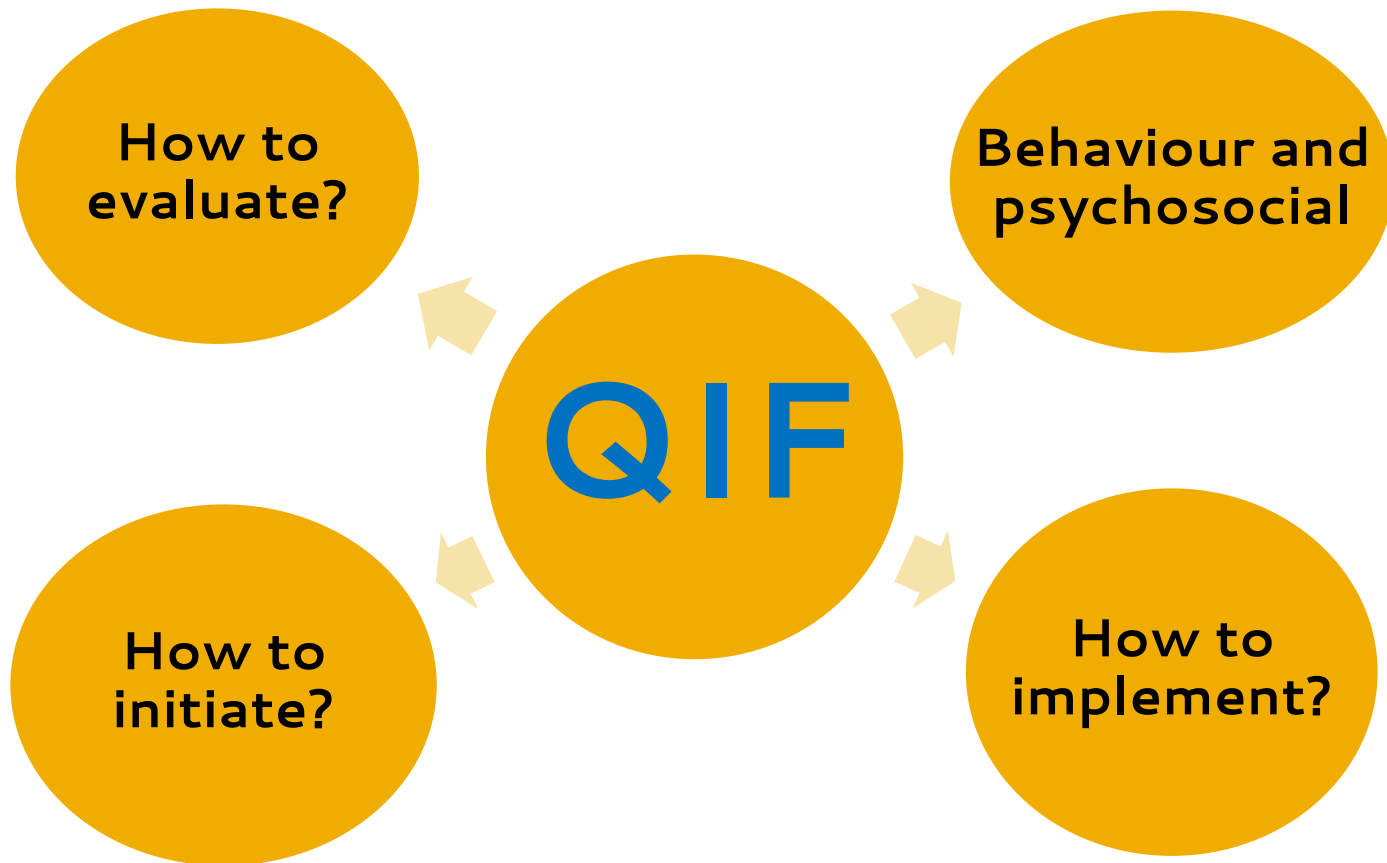 How to
evaluate?
Behaviour and
psychosocial
QIF
How to
initiate?
How to
implement?